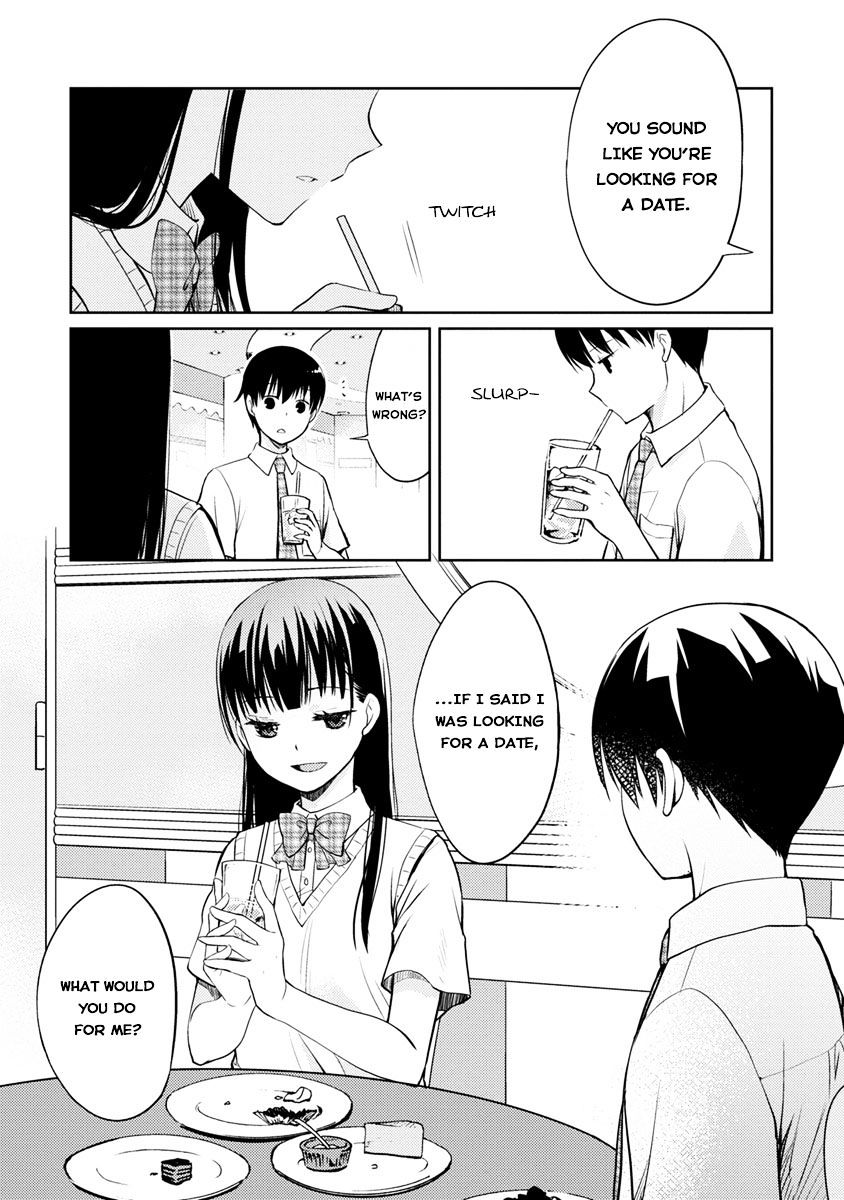 YOU SOUND
LIKE YOU'RE
LOOKING FOR
A DATE.
TWITCH
SLURP-
WHAT'S
WRONG?
...IF I SAID I
WAS LOOKING
FOR A DATE,
WHAT WOULD
YOU DO
FOR ME?